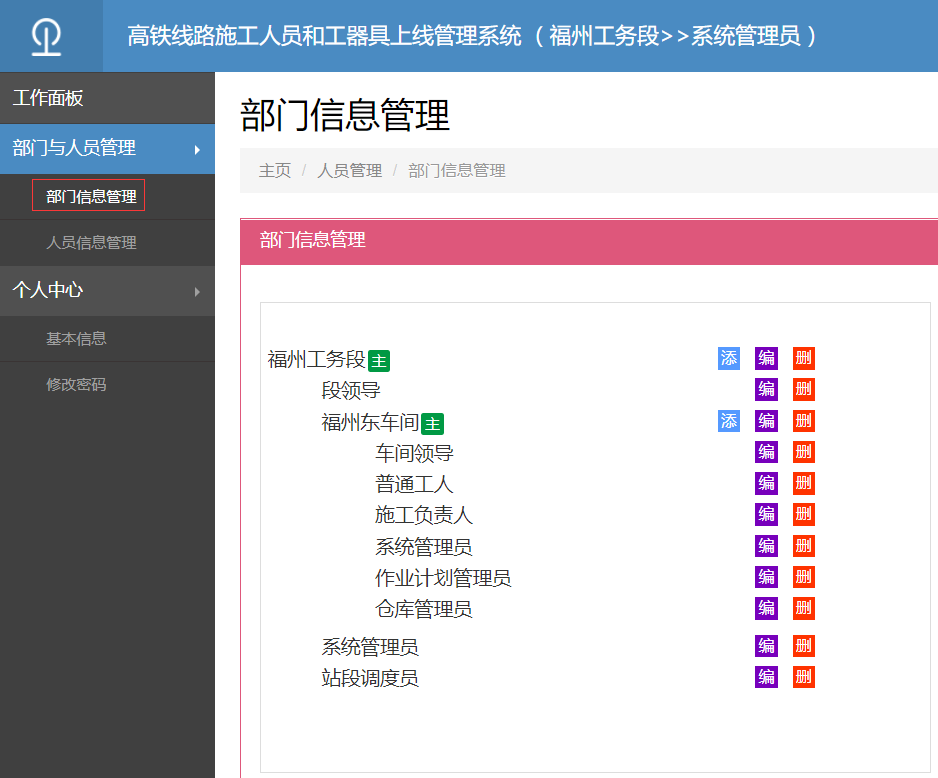 高铁线路施工人员和工器具上线管理系统 （ 福州工务段>>系统管理员 ）
工作面板
部门与人员管理
部门信息管理
人员信息管理
个人中心
基本信息
修改密码
部门信息管理
主页 / 人员管理 / 部门信息管理
部门信息管理
福州工务段 主 添 编 删
段领导 编 删
福州东车间 主 添 编 删
车间领导 编 删
普通工人 编 删
施工负责人 编 删
系统管理员 编 删
作业计划管理员 编 删
仓库管理员 编 删
系统管理员 编 删
站段调度员 编 删